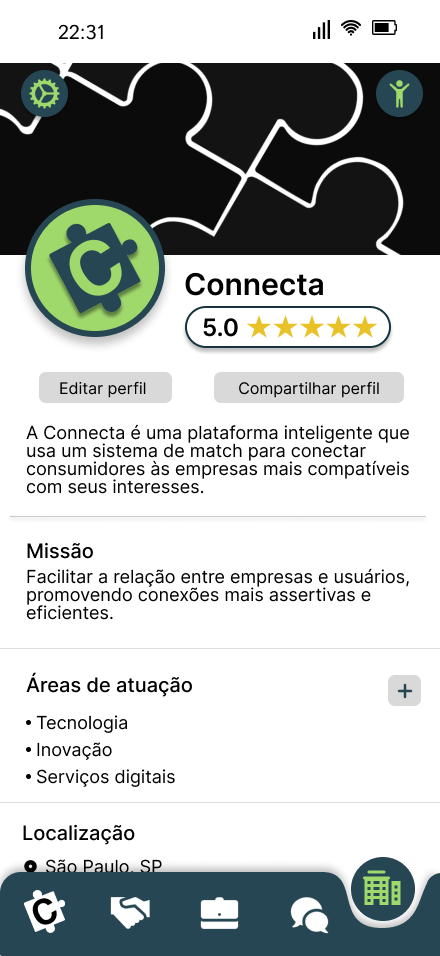 22:31
C
Connecta
5.0
Editar perfil
Compartilhar perfil
A Connecta é uma plataforma inteligente que
usa um sistema de match para conectar
consumidores às empresas mais compatíveis
com seus interesses.
Missão
Facilitar a relação entre empresas e usuários,
promovendo conexões mais assertivas e
eficientes.
Áreas de atuação
+
• Tecnologia
• Inovação
• Serviços digitais
Localização
São Paulo, SP
C